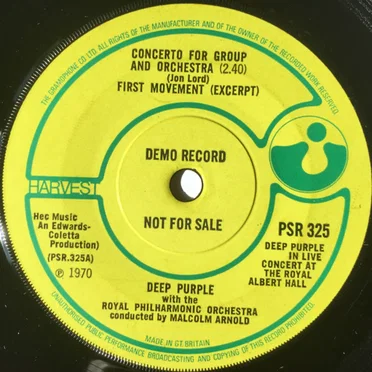 THE GRAMOPHONE CO. LTD. ALL RIGHTS OF THE MANUFACTURER AND OF THE OWNER OF THE RECORDED WORK RESERVED
CONCERTO FOR GROUP
AND ORCHESTRA (2.40)
(Jon Lord)
FIRST MOVEMENT (EXCERPT)
DEMO RECORD
HARVEST
NOT FOR SALE
Hec Music
An Edwards-
Coletta
Production)
(PSR.325A)
℗ 1970
PSR 325
DEEP PURPLE
IN LIVE
CONCERT AT
THE ROYAL
ALBERT HALL
DEEP PURPLE
with the
ROYAL PHILHARMONIC ORCHESTRA
conducted by MALCOLM ARNOLD
MADE IN GT. BRITAIN
UNAUTHORISED PUBLIC PERFORMANCE BROADCASTING AND COPYING OF THIS RECORD PROHIBITED